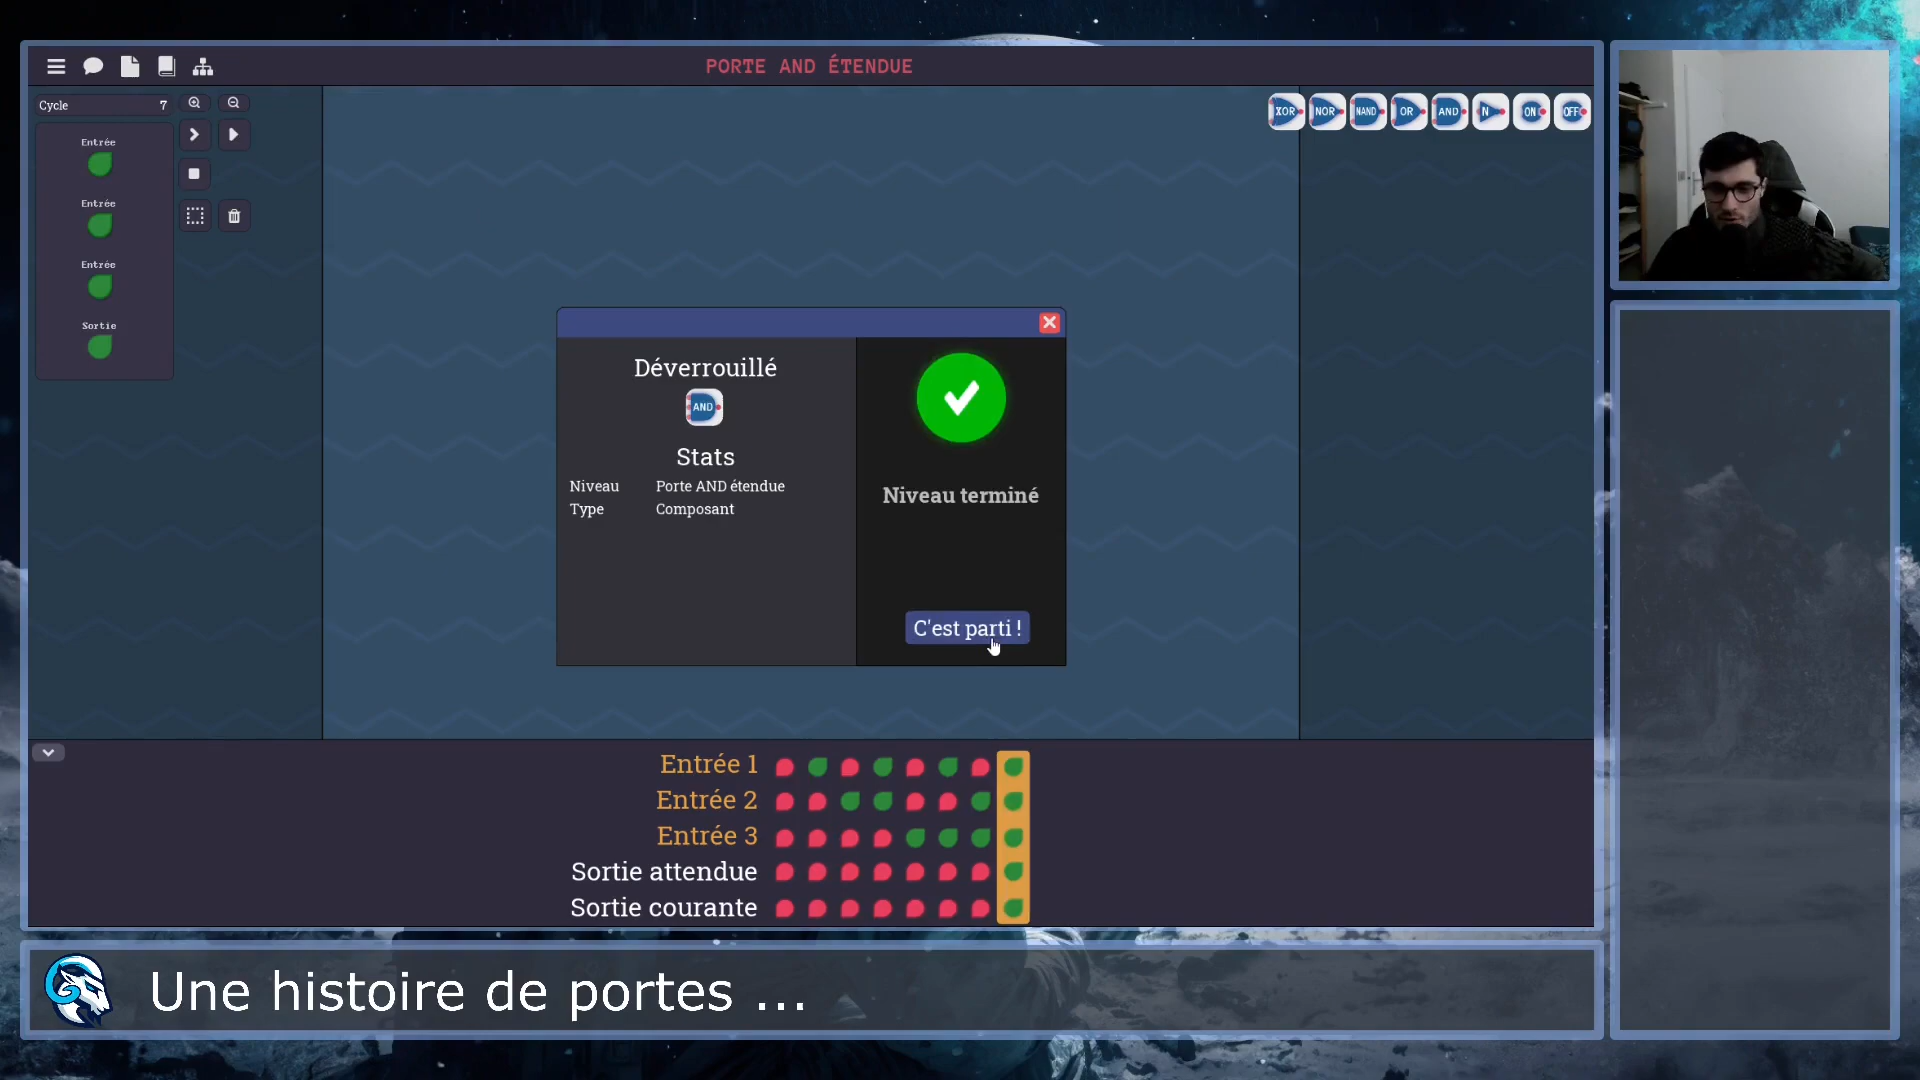 PORTE AND ÉTENDUE
Cycle 7
XOR NOR NAND OR AND N ON OFF
Entrée
Entrée
Entrée
Sortie
Déverrouillé
AND
Stats
Niveau Porte AND étendue
Type Composant
Niveau terminé
C'est parti !
Entrée 1
Entrée 2
Entrée 3
Sortie attendue
Sortie courante
Une histoire de portes ...